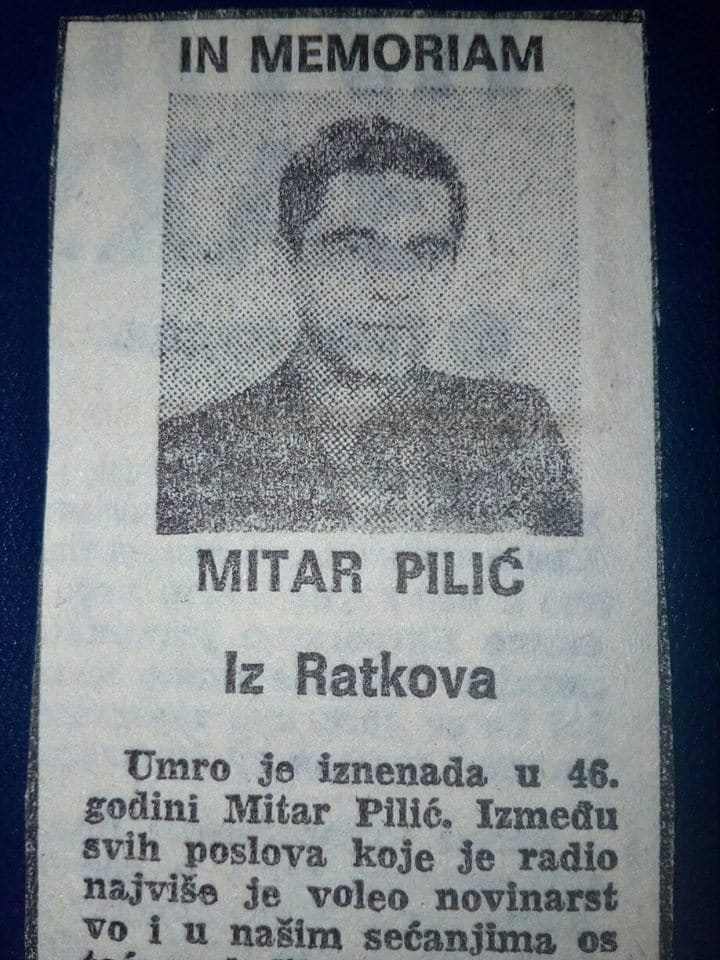 IN MEMORIAM
MITAR PILIĆ
Iz Ratkova
Umro je iznenada u 46.
godini Mitar Pilić. Između
svih poslova koje je radio
najviše je voleo novinarst
vo i u našim sećanjima os